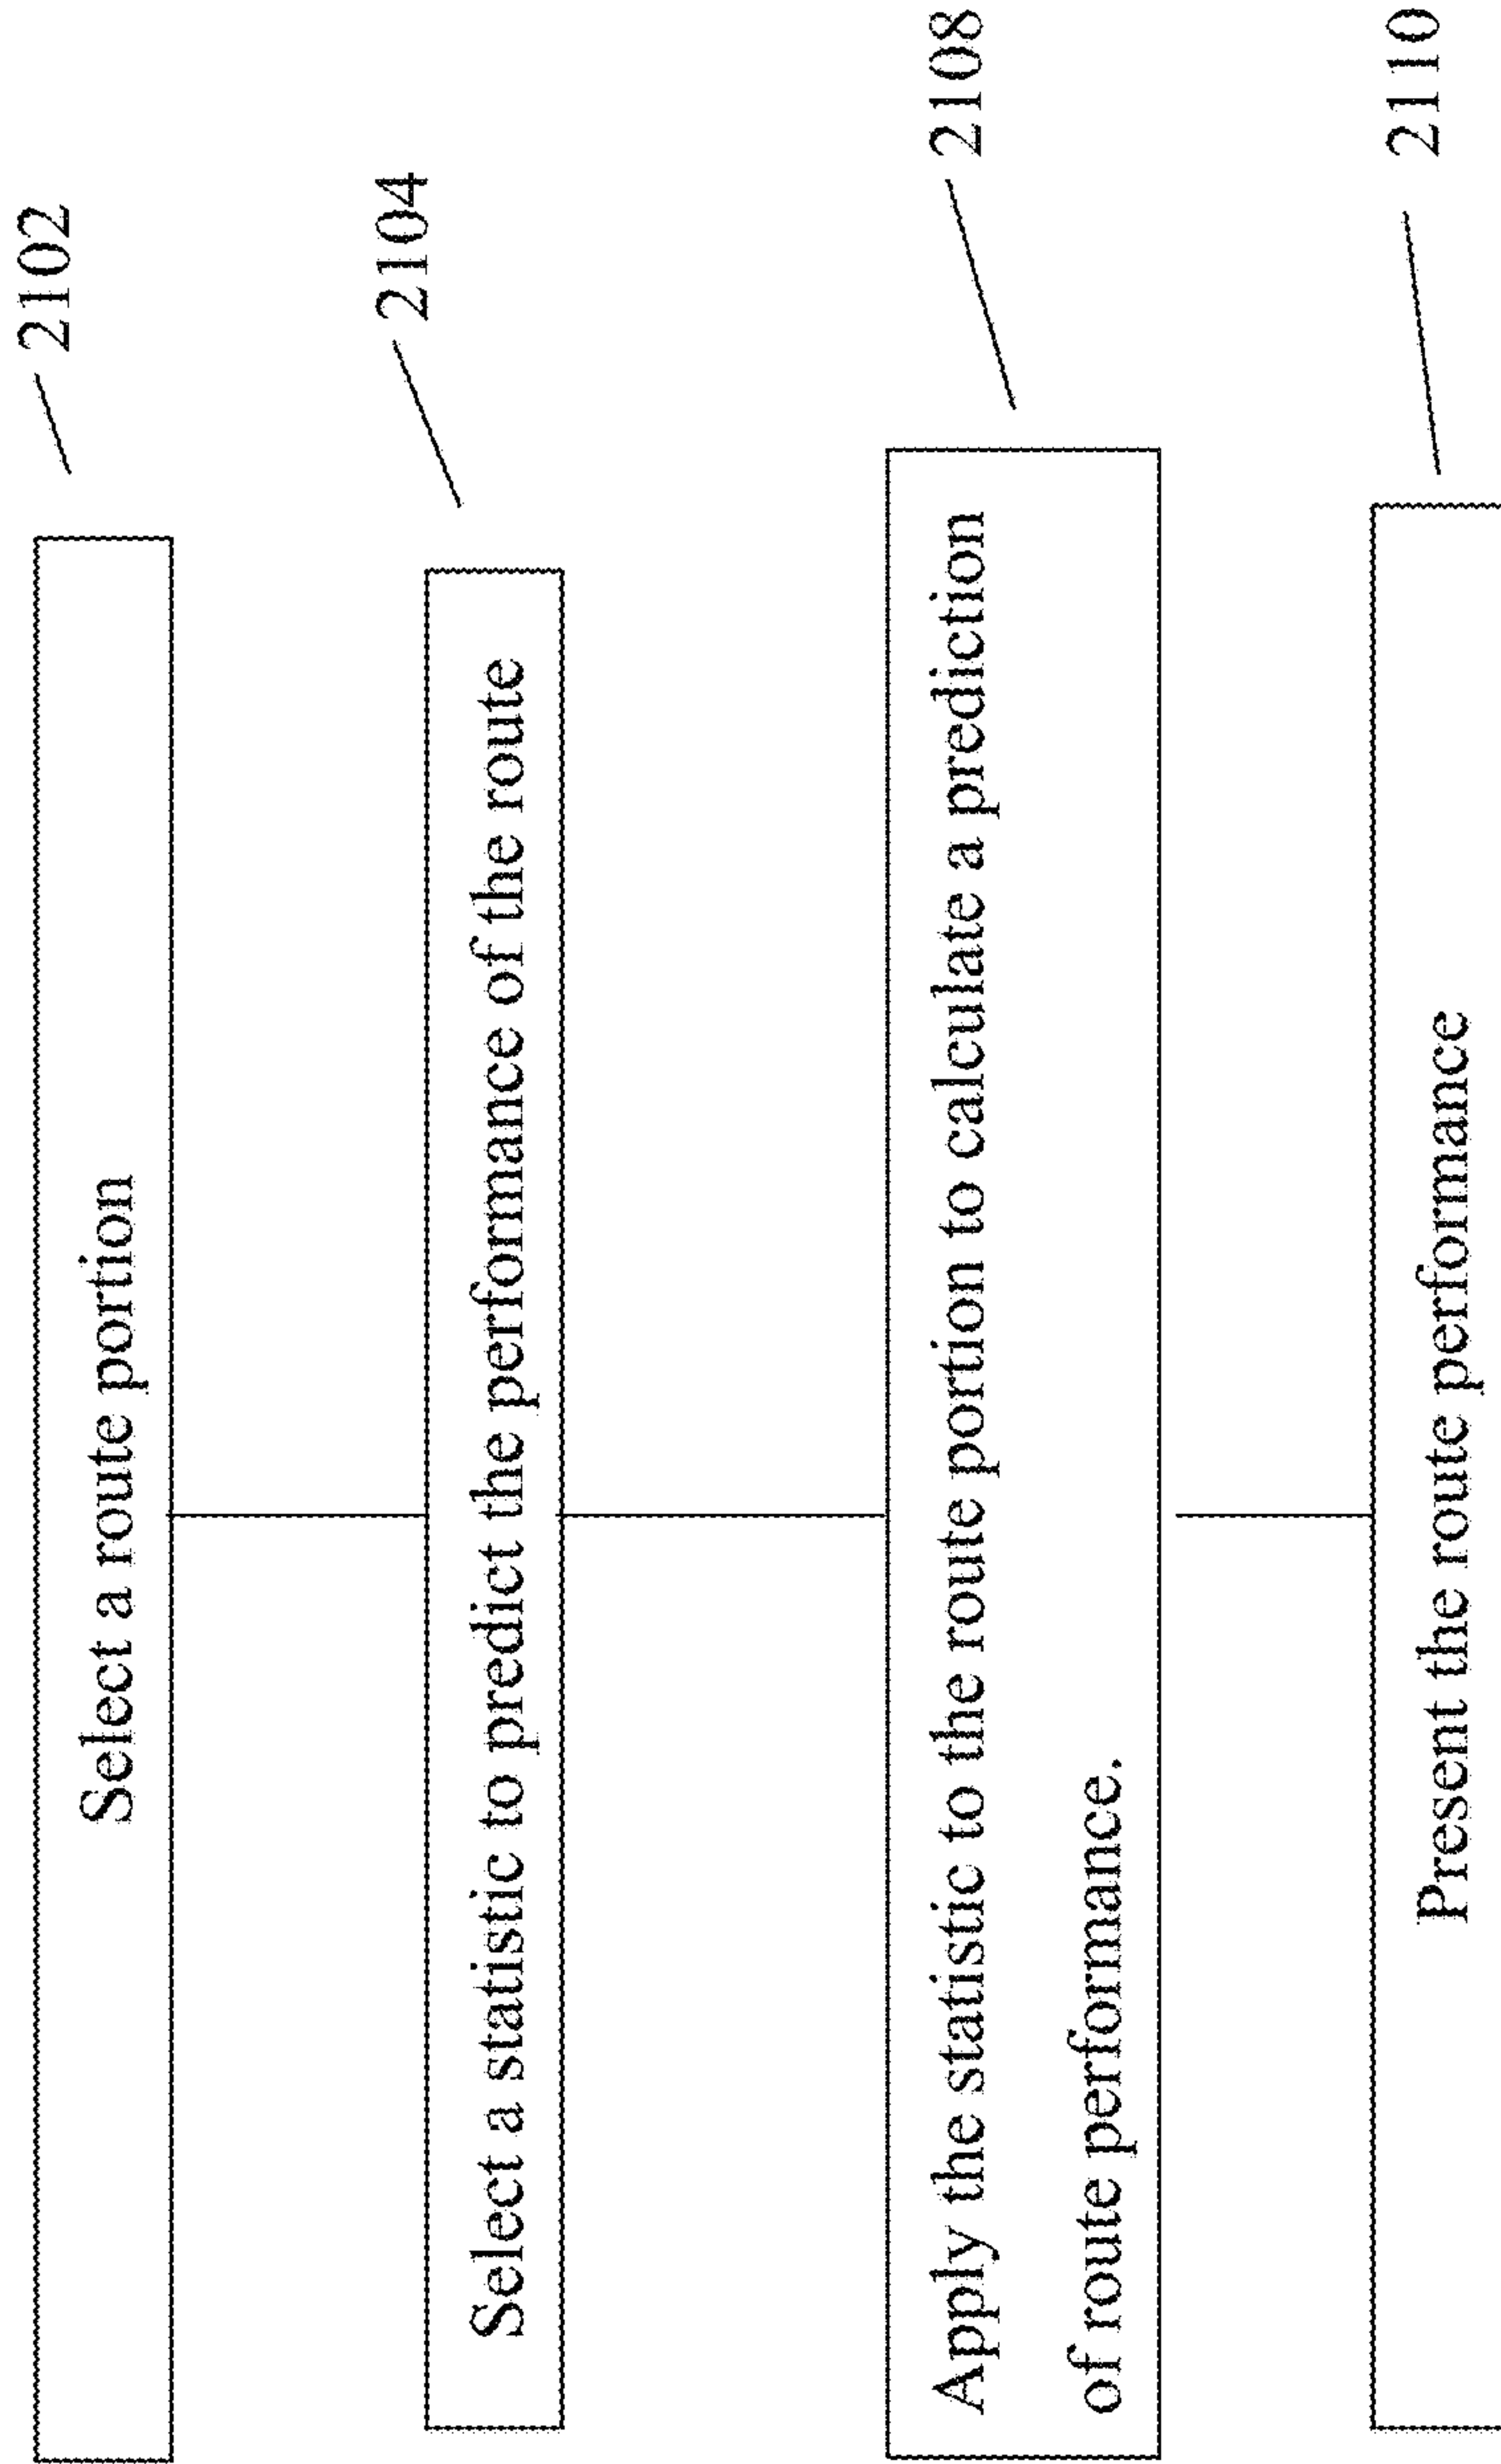 Select a route portion
2102
Select a statistic to predict the performance of the route
2104
Apply the statistic to the route portion to calculate a prediction
of route performance.
2108
Present the route performance
2110